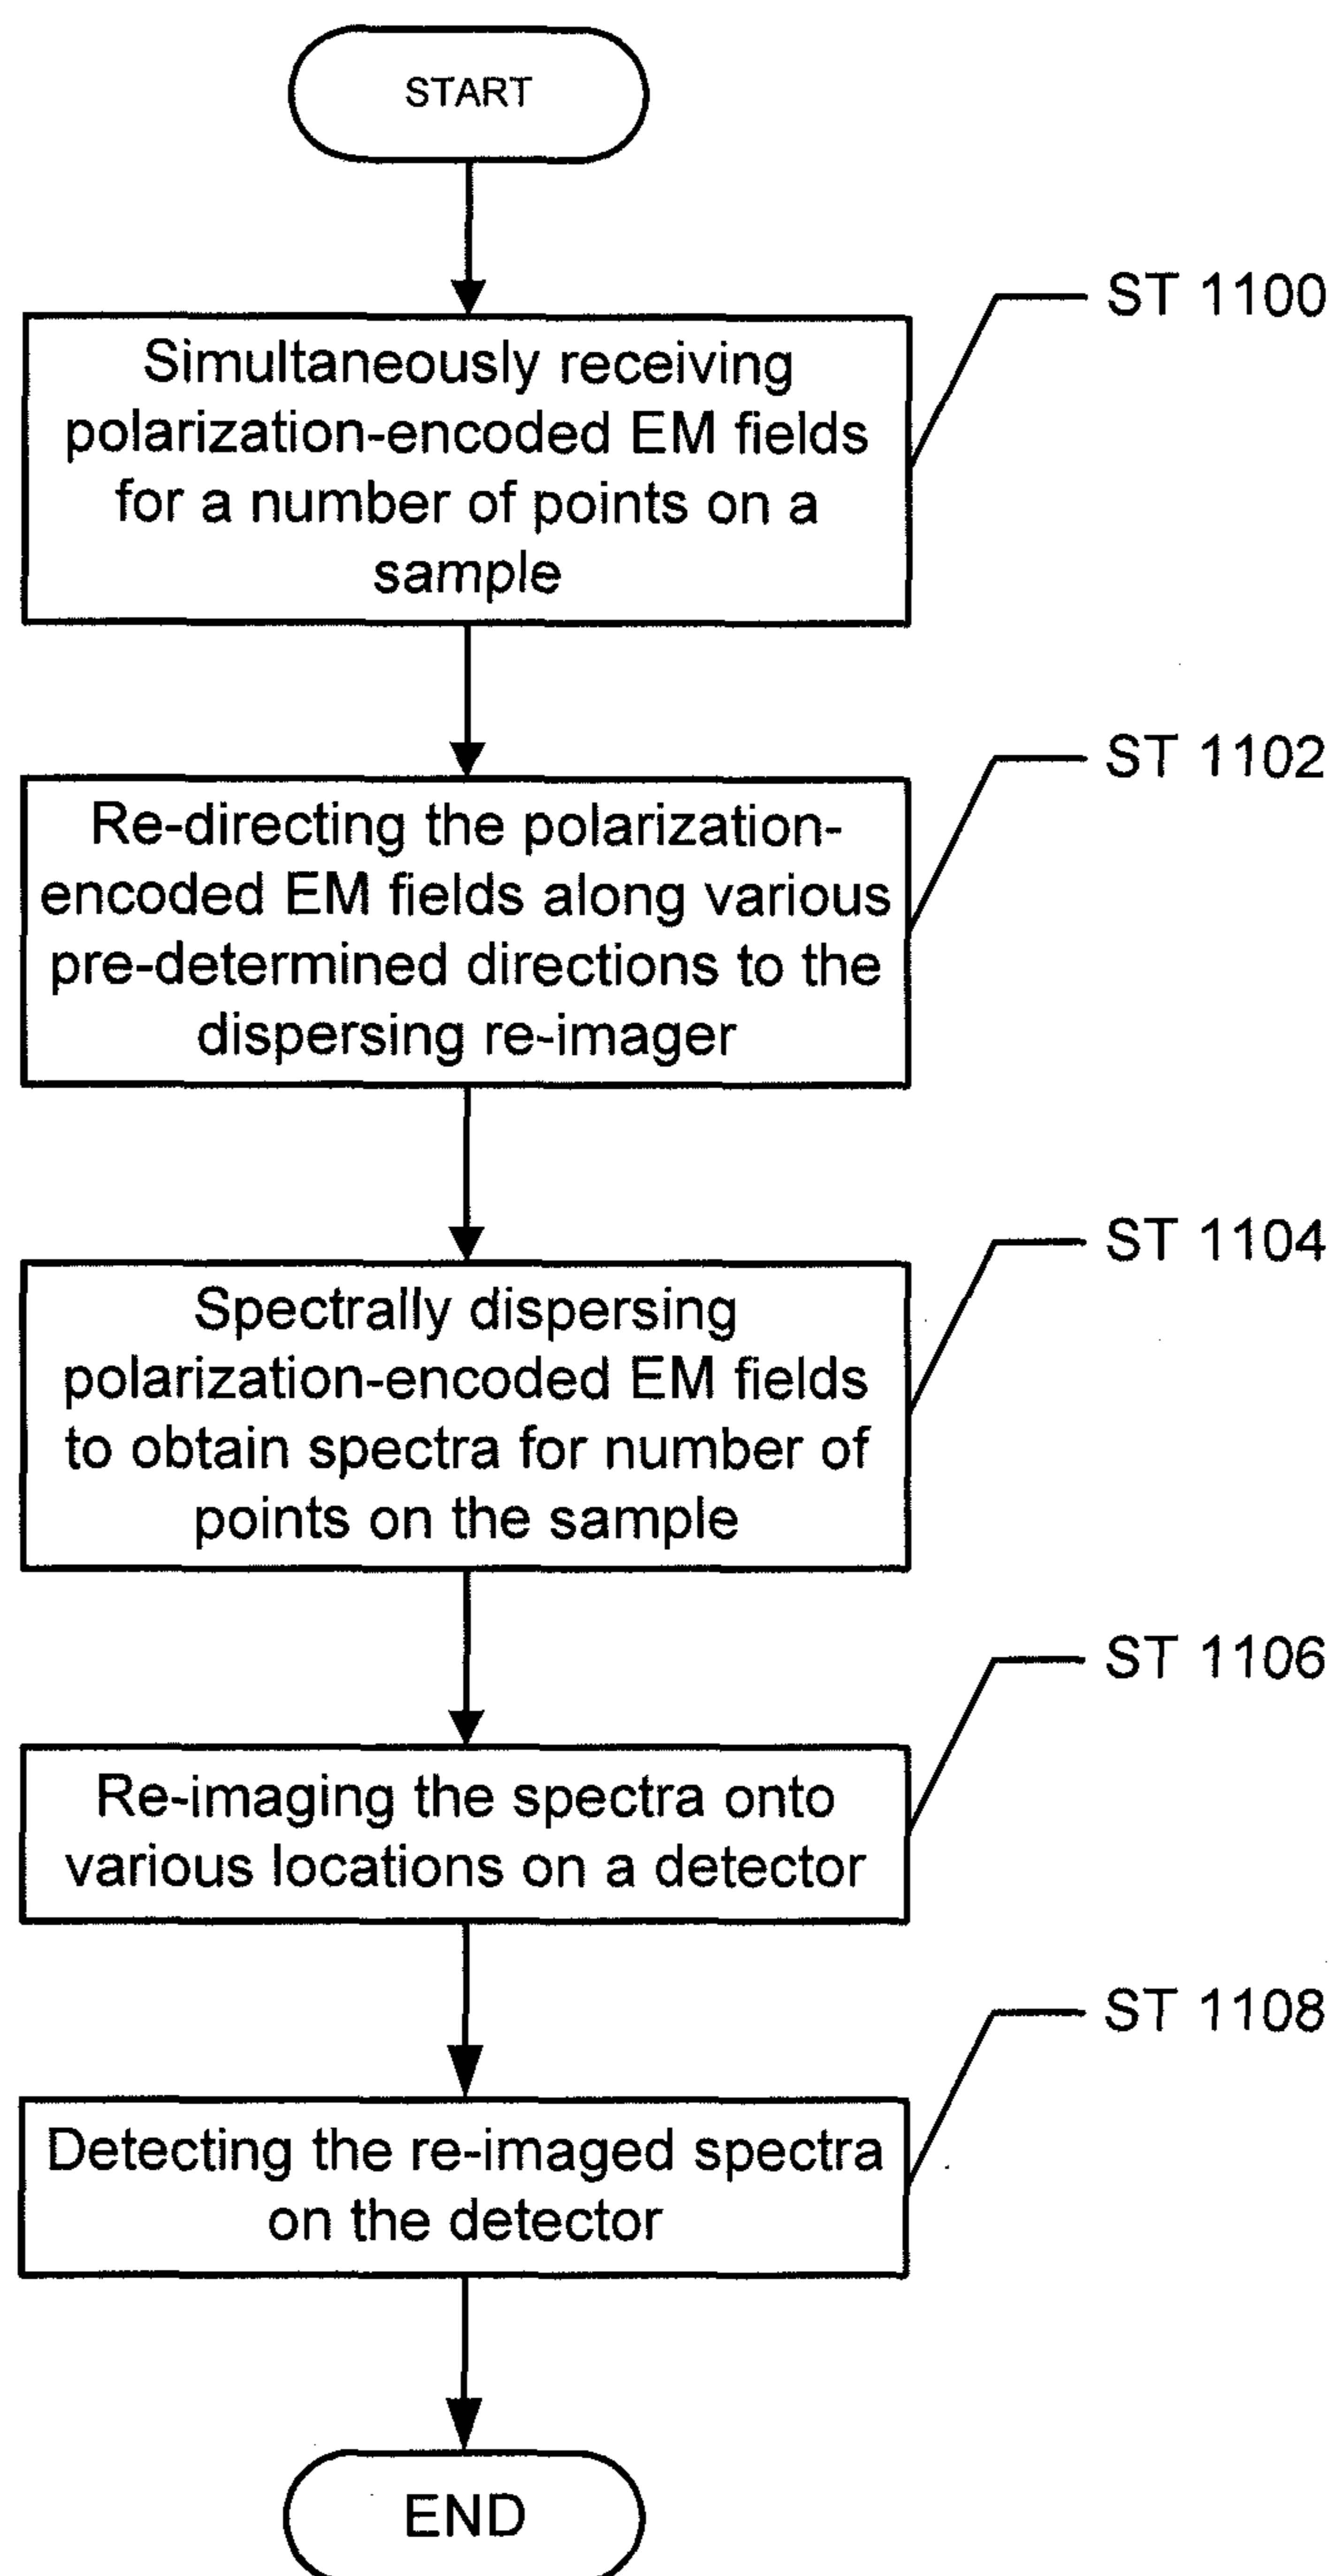 START
ST 1100
Simultaneously receiving
polarization-encoded EM fields
for a number of points on a
sample
ST 1102
Re-directing the polarization-
encoded EM fields along various
pre-determined directions to the
dispersing re-imager
ST 1104
Spectrally dispersing
polarization-encoded EM fields
to obtain spectra for number of
points on the sample
ST 1106
Re-imaging the spectra onto
various locations on a detector
ST 1108
Detecting the re-imaged spectra
on the detector
END